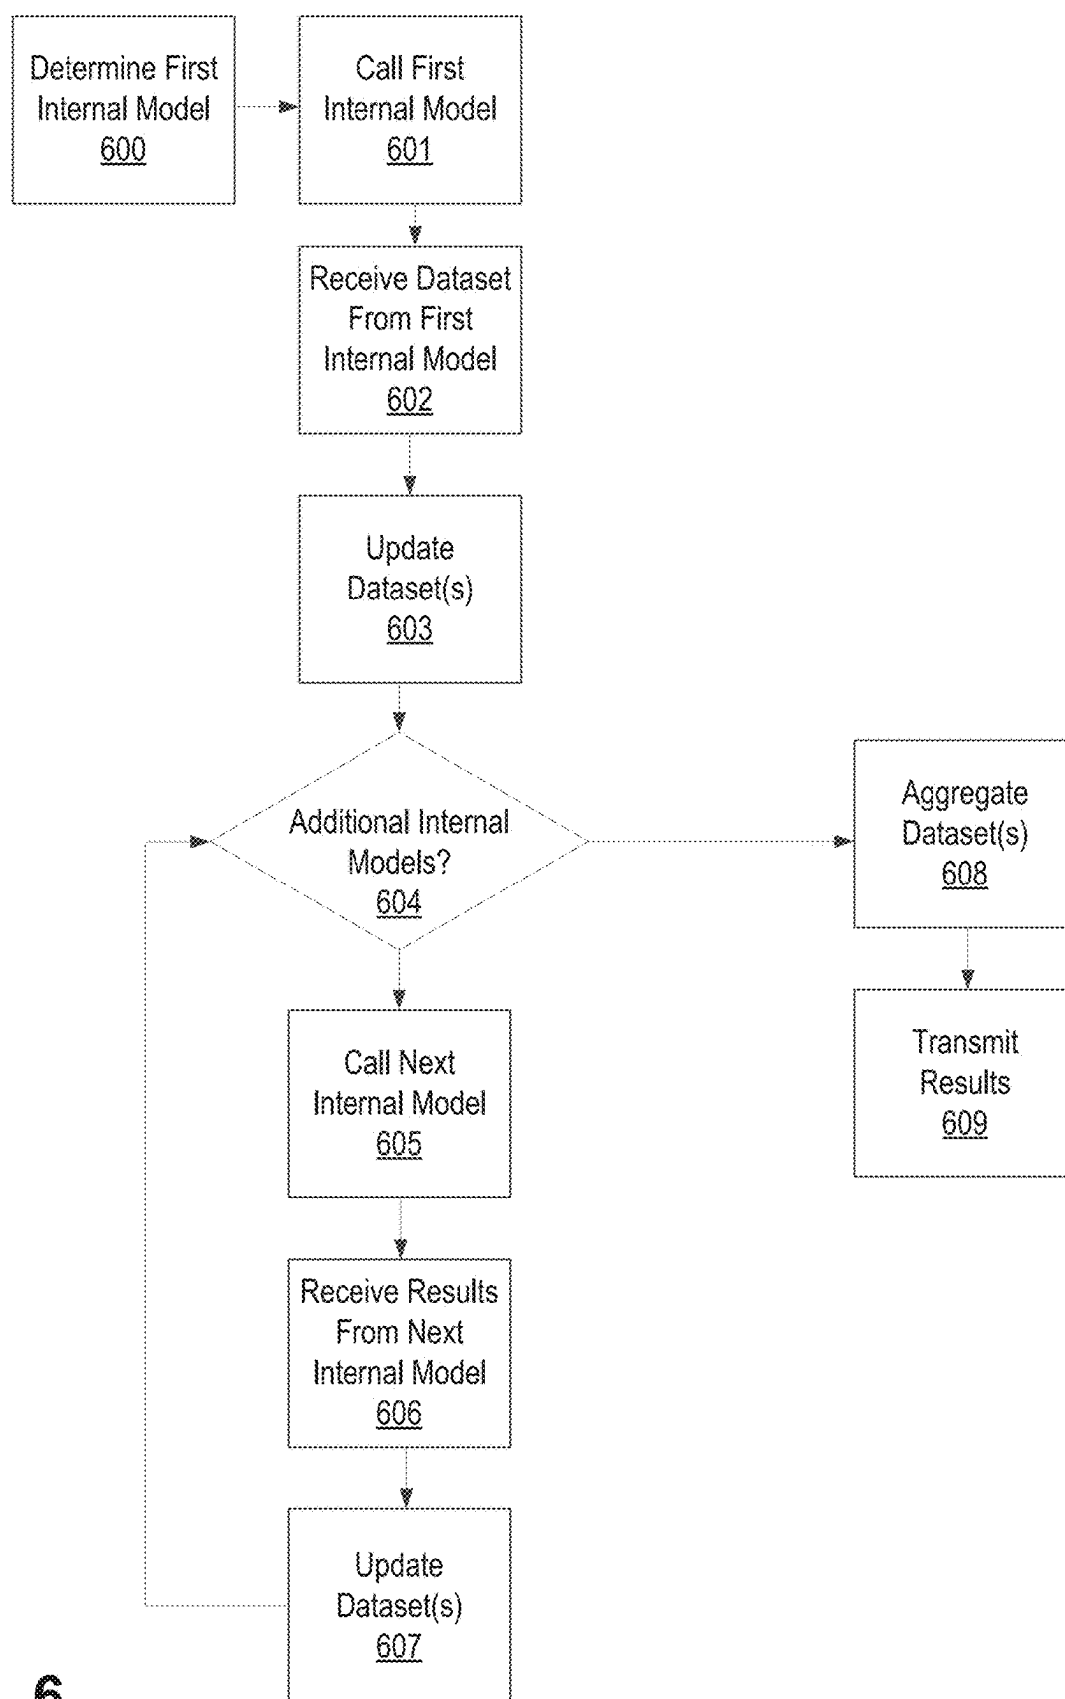 Determine First
Internal Model
600
Call First
Internal Model
601
Receive Dataset
From First
Internal Model
602
Update
Dataset(s)
603
Additional Internal
Models?
604
Aggregate
Dataset(s)
608
Call Next
Internal Model
605
Transmit
Results
609
Receive Results
From Next
Internal Model
606
Update
Dataset(s)
607
6